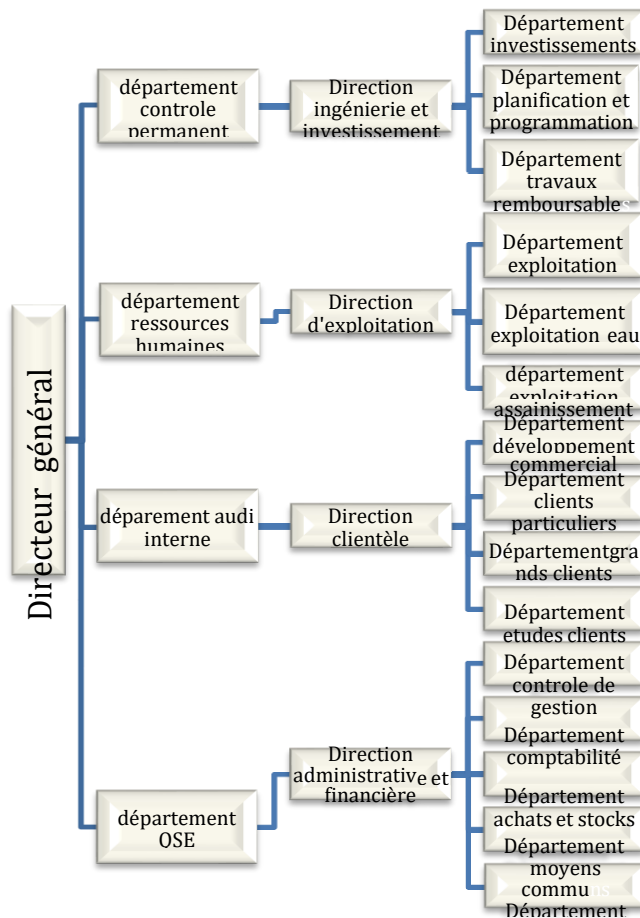 Directeur général
département
controle
permanent
Direction
ingénierie et
investissement
Département
investissements
Département
planification et
programmation
Département
travaux
remboursables
département
ressources
humaines
Direction
d'exploitation
Département
exploitation
Département
exploitation eau
département
exploitation
assainissement
déparement audi
interne
Direction
clientèle
Département
développement
commercial
Département
clients
particuliers
Départementgra
nds clients
Département
etudes clients
département
OSE
Direction
administrative et
financière
Département
controle de
gestion
Département
comptabilité
Département
achats et stocks
Département
moyens
communs
Département